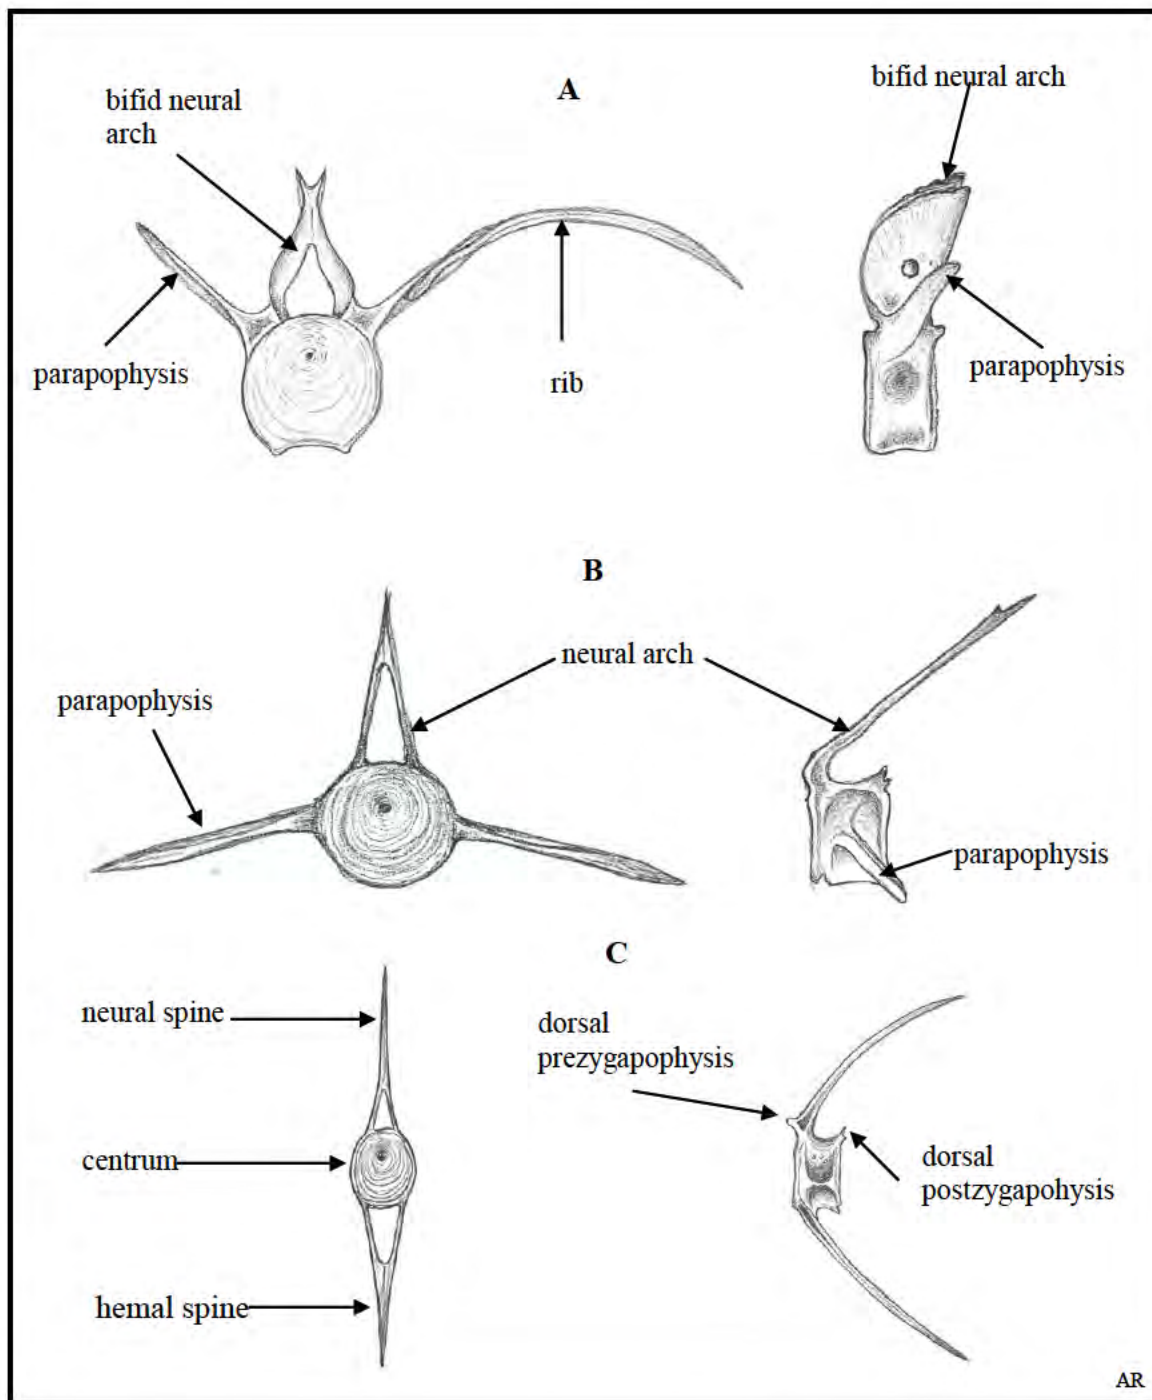 A
bifid neural
arch
bifid neural arch
parapophysis
rib
parapophysis
B
neural arch
parapophysis
parapophysis
C
neural spine
dorsal
prezygapophysis
centrum
dorsal
postzygapohysis
hemal spine
AR